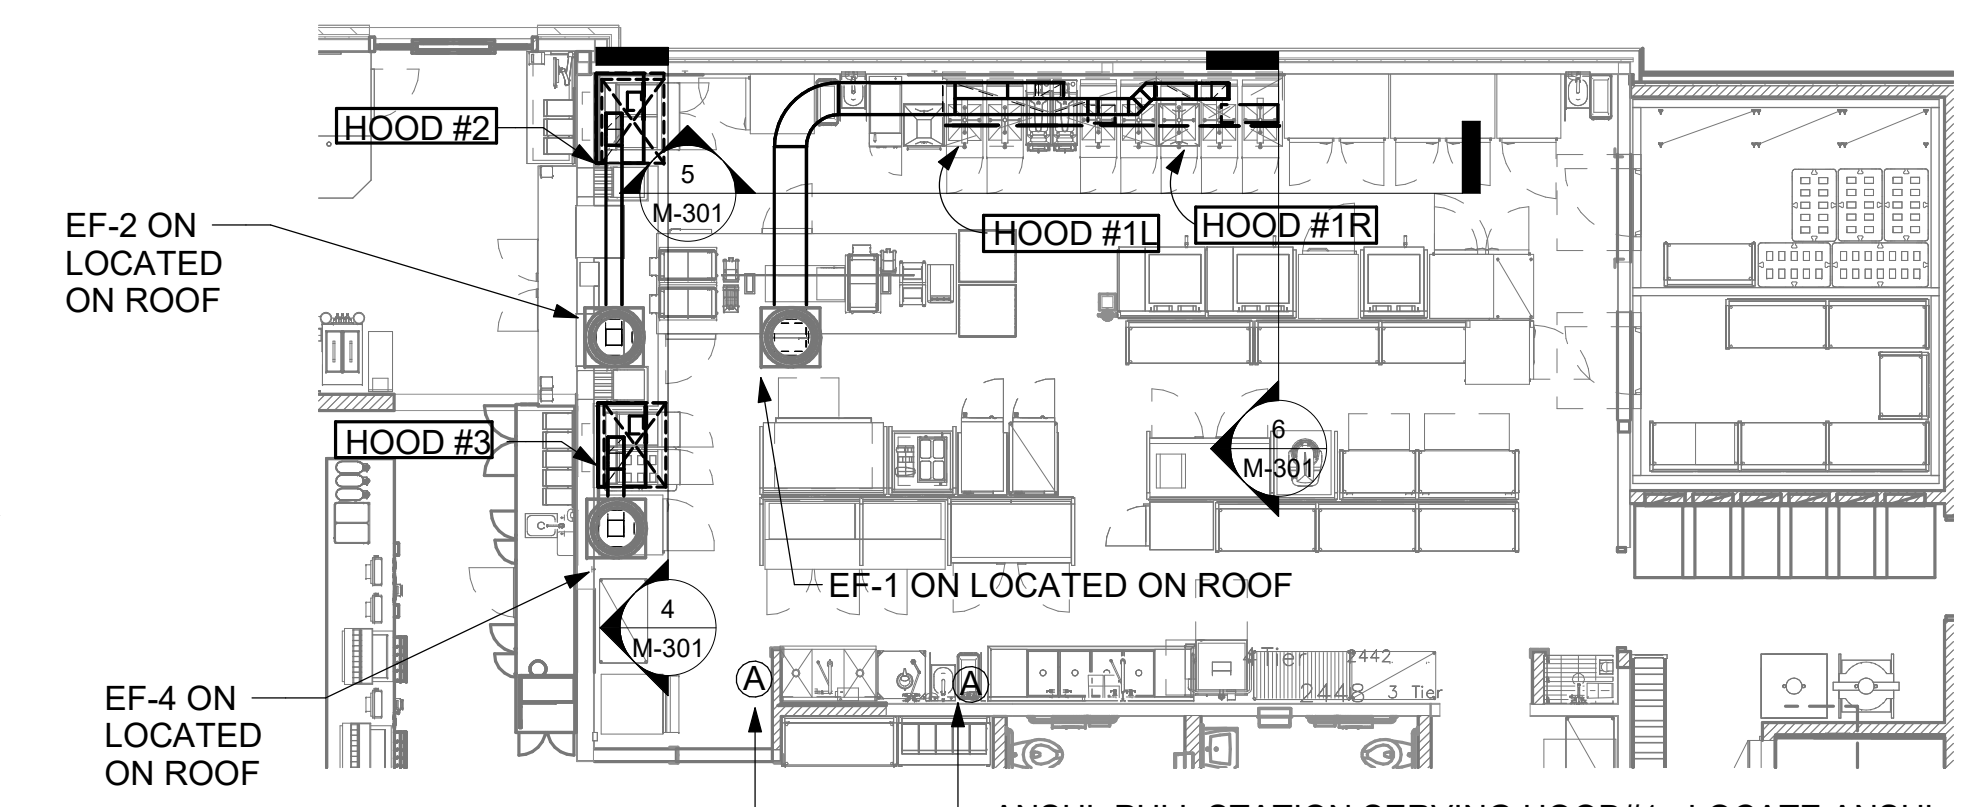 HOOD #2
5
M-301
HOOD #1L
HOOD #1R
EF-2 ON
LOCATED
ON ROOF
HOOD #3
6
M-301
EF-1 ON LOCATED ON ROOF
4
M-301
A
A
4 Tier
2442
2448
3 Tier
EF-4 ON
LOCATED
ON ROOF
ANSUL PULL STATION SERVING HOOD#1. LOCATE ANSUL